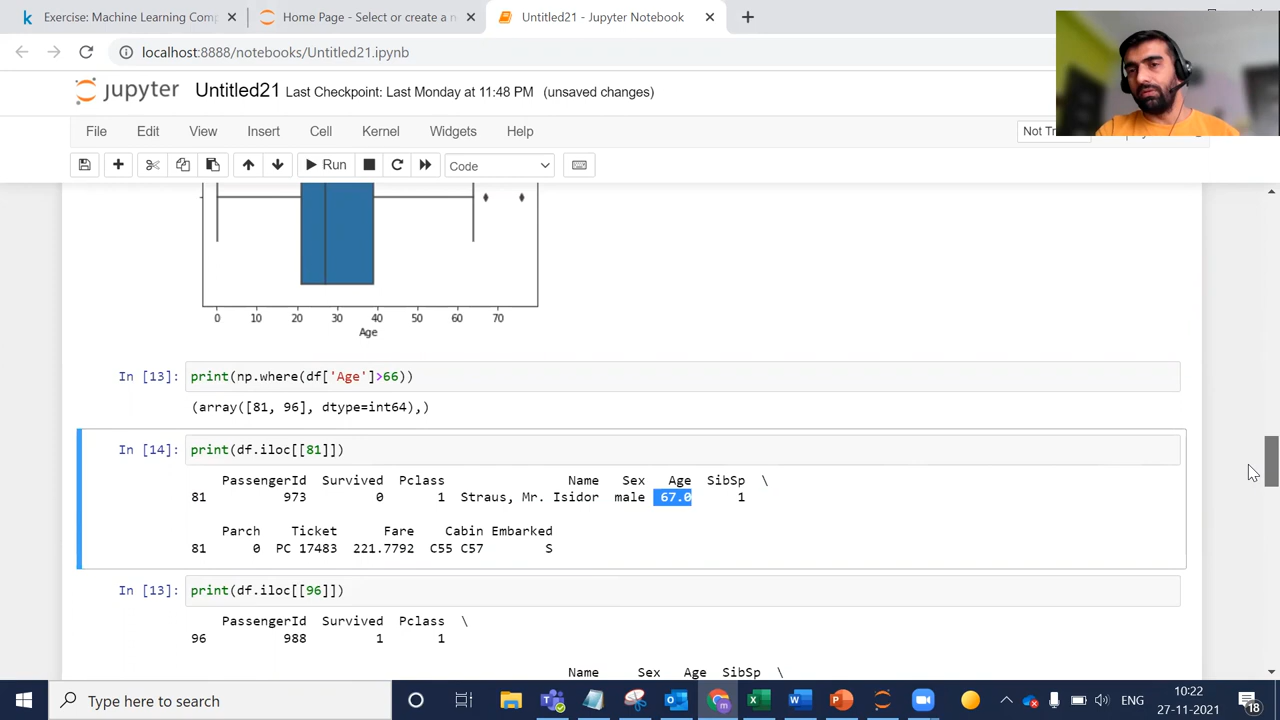 Exercise: Machine Learning Comp
Home Page - Select or create a n
Untitled21 - Jupyter Notebook
localhost:8888/notebooks/Untitled21.ipynb
jupyter Untitled21 Last Checkpoint: Last Monday at 11:48 PM (unsaved changes)
File Edit View Insert Cell Kernel Widgets Help
Not Tr
Run
Code
0 10 20 30 40 50 60 70
Age
In [13]: print(np.where(df['Age']>66))
(array([81, 96], dtype=int64),)
In [14]: print(df.iloc[[81]])
PassengerId Survived Pclass Name Sex Age SibSp \
81 973 0 1 Straus, Mr. Isidor male 67.0 1
Parch Ticket Fare Cabin Embarked
81 0 PC 17483 221.7792 C55 C57 S
In [13]: print(df.iloc[[96]])
PassengerId Survived Pclass \
96 988 1 1
Name Sex Age SibSp \
Type here to search
ENG
10:22
27-11-2021
18